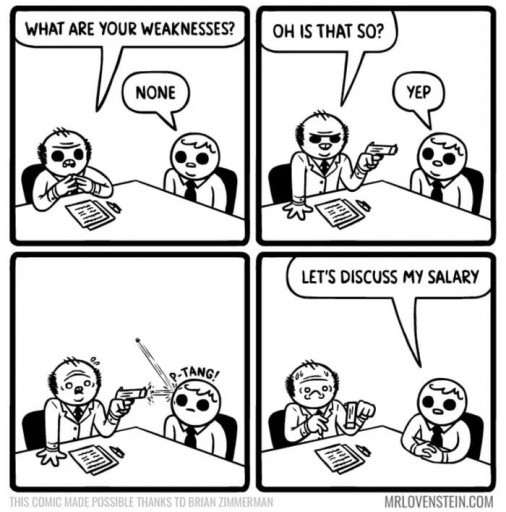 WHAT ARE YOUR WEAKNESSES?
NONE
OH IS THAT SO?
YEP
P-TANG!
LET'S DISCUSS MY SALARY
THIS COMIC MADE POSSIBLE THANKS TO BRIAN ZIMMERMAN
MRLOVENSTEIN.COM